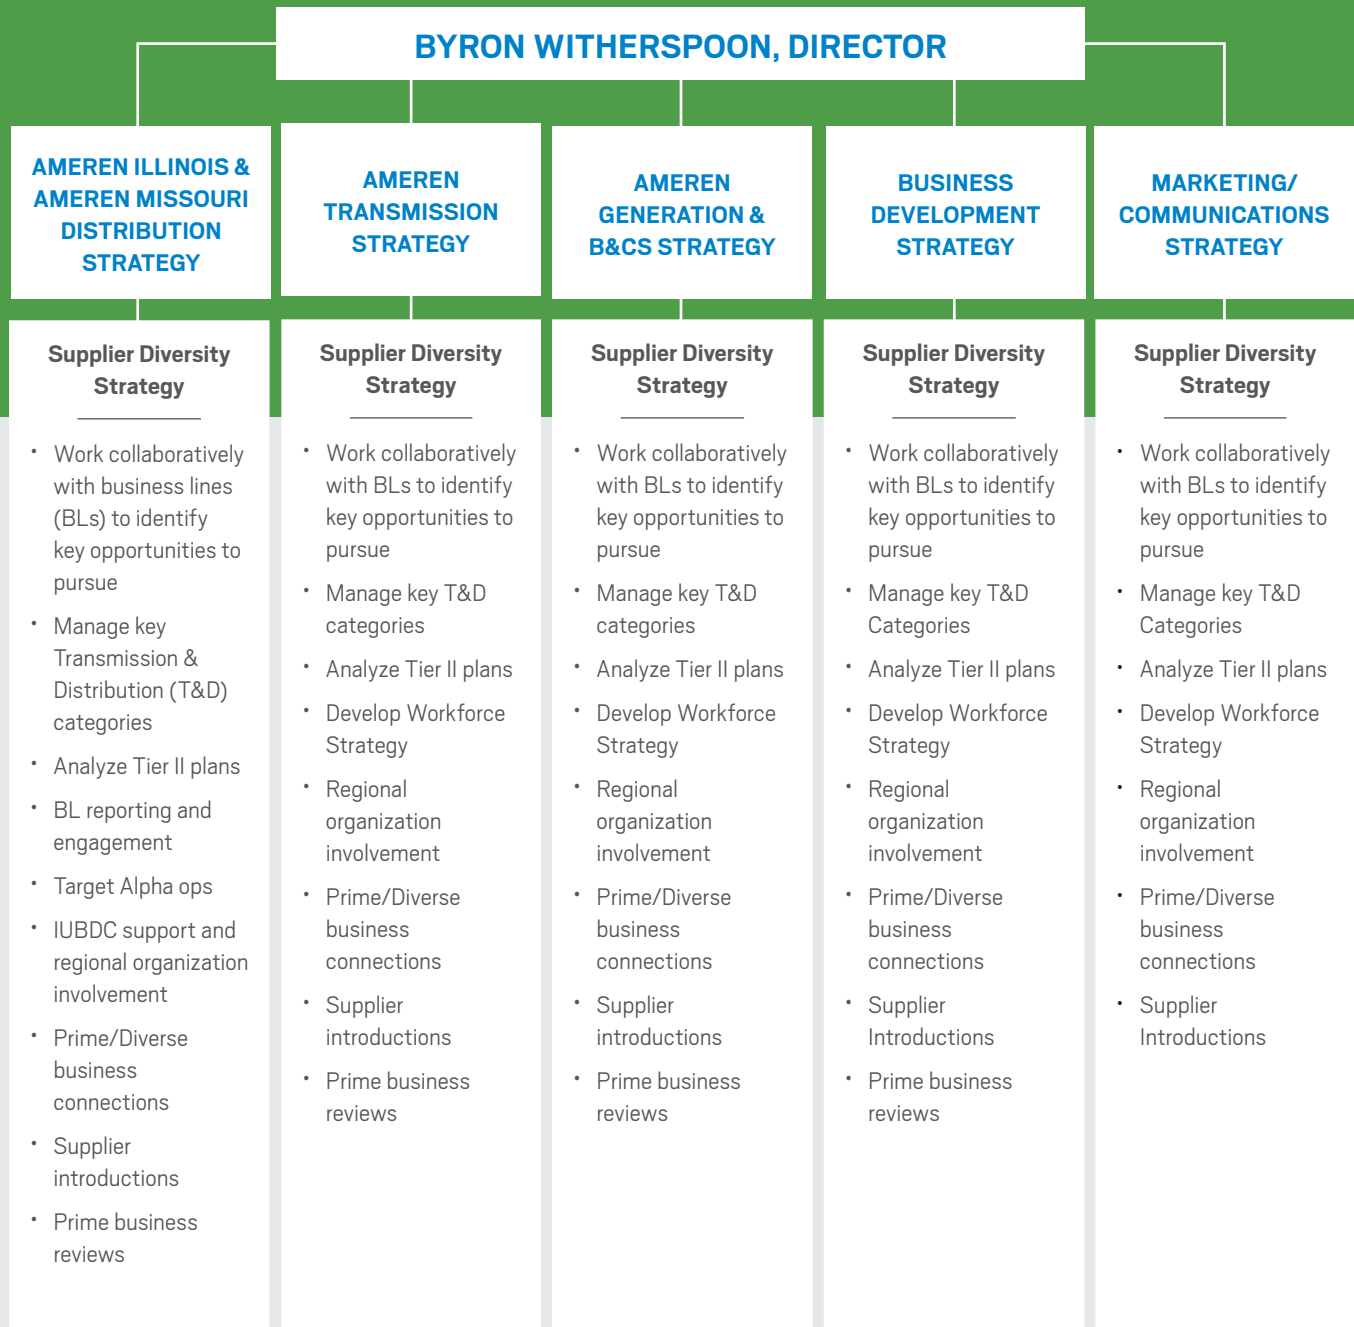 BYRON WITHERSPOON, DIRECTOR
AMEREN ILLINOIS &
AMEREN MISSOURI
DISTRIBUTION
STRATEGY
Supplier Diversity
Strategy
• Work collaboratively
with business lines
(BLs) to identify
key opportunities to
pursue
• Manage key
Transmission &
Distribution (T&D)
categories
• Analyze Tier II plans
• BL reporting and
engagement
• Target Alpha ops
• IUBDC support and
regional organization
involvement
• Prime/Diverse
business
connections
• Supplier
introductions
• Prime business
reviews
AMEREN
TRANSMISSION
STRATEGY
Supplier Diversity
Strategy
• Work collaboratively
with BLs to identify
key opportunities to
pursue
• Manage key T&D
categories
• Analyze Tier II plans
• Develop Workforce
Strategy
• Regional
organization
involvement
• Prime/Diverse
business
connections
• Supplier
introductions
• Prime business
reviews
AMEREN
GENERATION &
B&CS STRATEGY
Supplier Diversity
Strategy
• Work collaboratively
with BLs to identify
key opportunities to
pursue
• Manage key T&D
categories
• Analyze Tier II plans
• Develop Workforce
Strategy
• Regional
organization
involvement
• Prime/Diverse
business
connections
• Supplier
introductions
• Prime business
reviews
BUSINESS
DEVELOPMENT
STRATEGY
Supplier Diversity
Strategy
• Work collaboratively
with BLs to identify
key opportunities to
pursue
• Manage key T&D
Categories
• Analyze Tier II plans
• Develop Workforce
Strategy
• Regional
organization
involvement
• Prime/Diverse
business
connections
• Supplier
Introductions
• Prime business
reviews
MARKETING/
COMMUNICATIONS
STRATEGY
Supplier Diversity
Strategy
• Work collaboratively
with BLs to identify
key opportunities to
pursue
• Manage key T&D
Categories
• Analyze Tier II plans
• Develop Workforce
Strategy
• Regional
organization
involvement
• Prime/Diverse
business
connections
• Supplier
Introductions